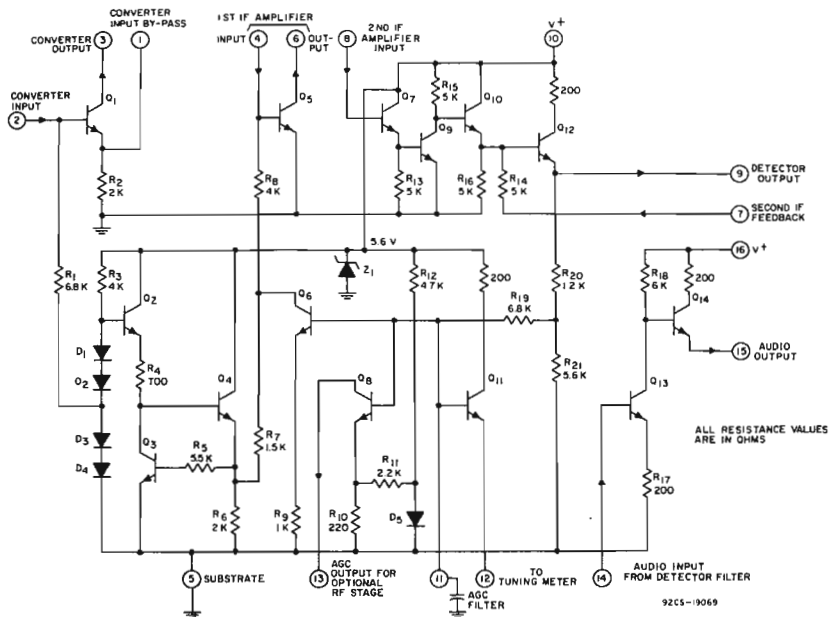 CONVERTER INPUT BY-PASS
CONVERTER OUTPUT
3
1
1ST IF AMPLIFIER
INPUT
4
6
OUTPUT
8
2ND IF AMPLIFIER INPUT
V+
10
CONVERTER INPUT
2
Q1
Q5
Q7
R15
5 K
Q9
Q10
200
Q12
R2
2K
R8
4K
R13
5K
R16
5K
R14
5K
9
DETECTOR OUTPUT
7
SECOND IF FEEDBACK
5.6 V
Z1
16
V+
R1
6.8K
R3
4K
Q2
Q6
R12
4.7K
200
R19
6.8K
R20
1.2 K
R18
6K
200
Q14
D1
O2
R4
TOO
Q4
Q8
Q11
R21
5.6K
15
AUDIO OUTPUT
Q13
D3
D4
Q3
R5
5.5K
R7
1.5K
R11
2.2K
ALL RESISTANCE VALUES
ARE IN OHMS
R6
2K
R9
1K
R10
220
D5
R17
200
5
SUBSTRATE
13
AGC
OUTPUT FOR
OPTIONAL
RF STAGE
11
AGC
FILTER
12
TO
TUNING METER
14
AUDIO INPUT
FROM DETECTOR FILTER
92CS-19069